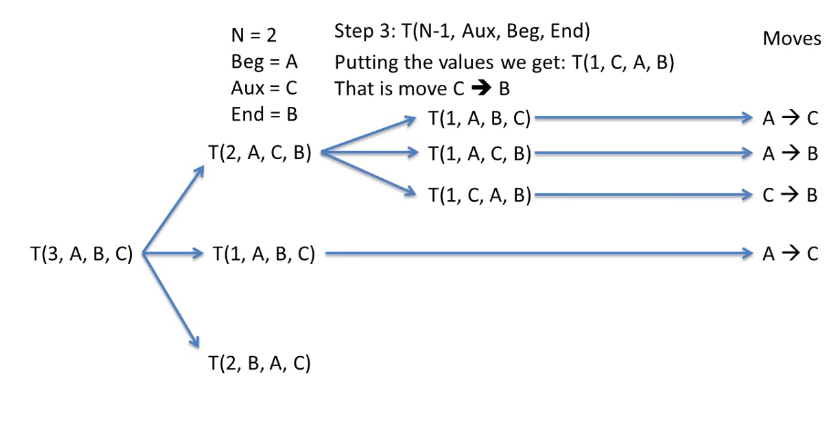 N = 2
Beg = A
Aux = C
End = B
Step 3: T(N-1, Aux, Beg, End)
Putting the values we get: T(1, C, A, B)
That is move C → B
Moves
T(1, A, B, C) A → C
T(2, A, C, B) T(1, A, C, B) A → B
T(1, C, A, B) C → B
T(3, A, B, C) T(1, A, B, C) A → C
T(2, B, A, C)